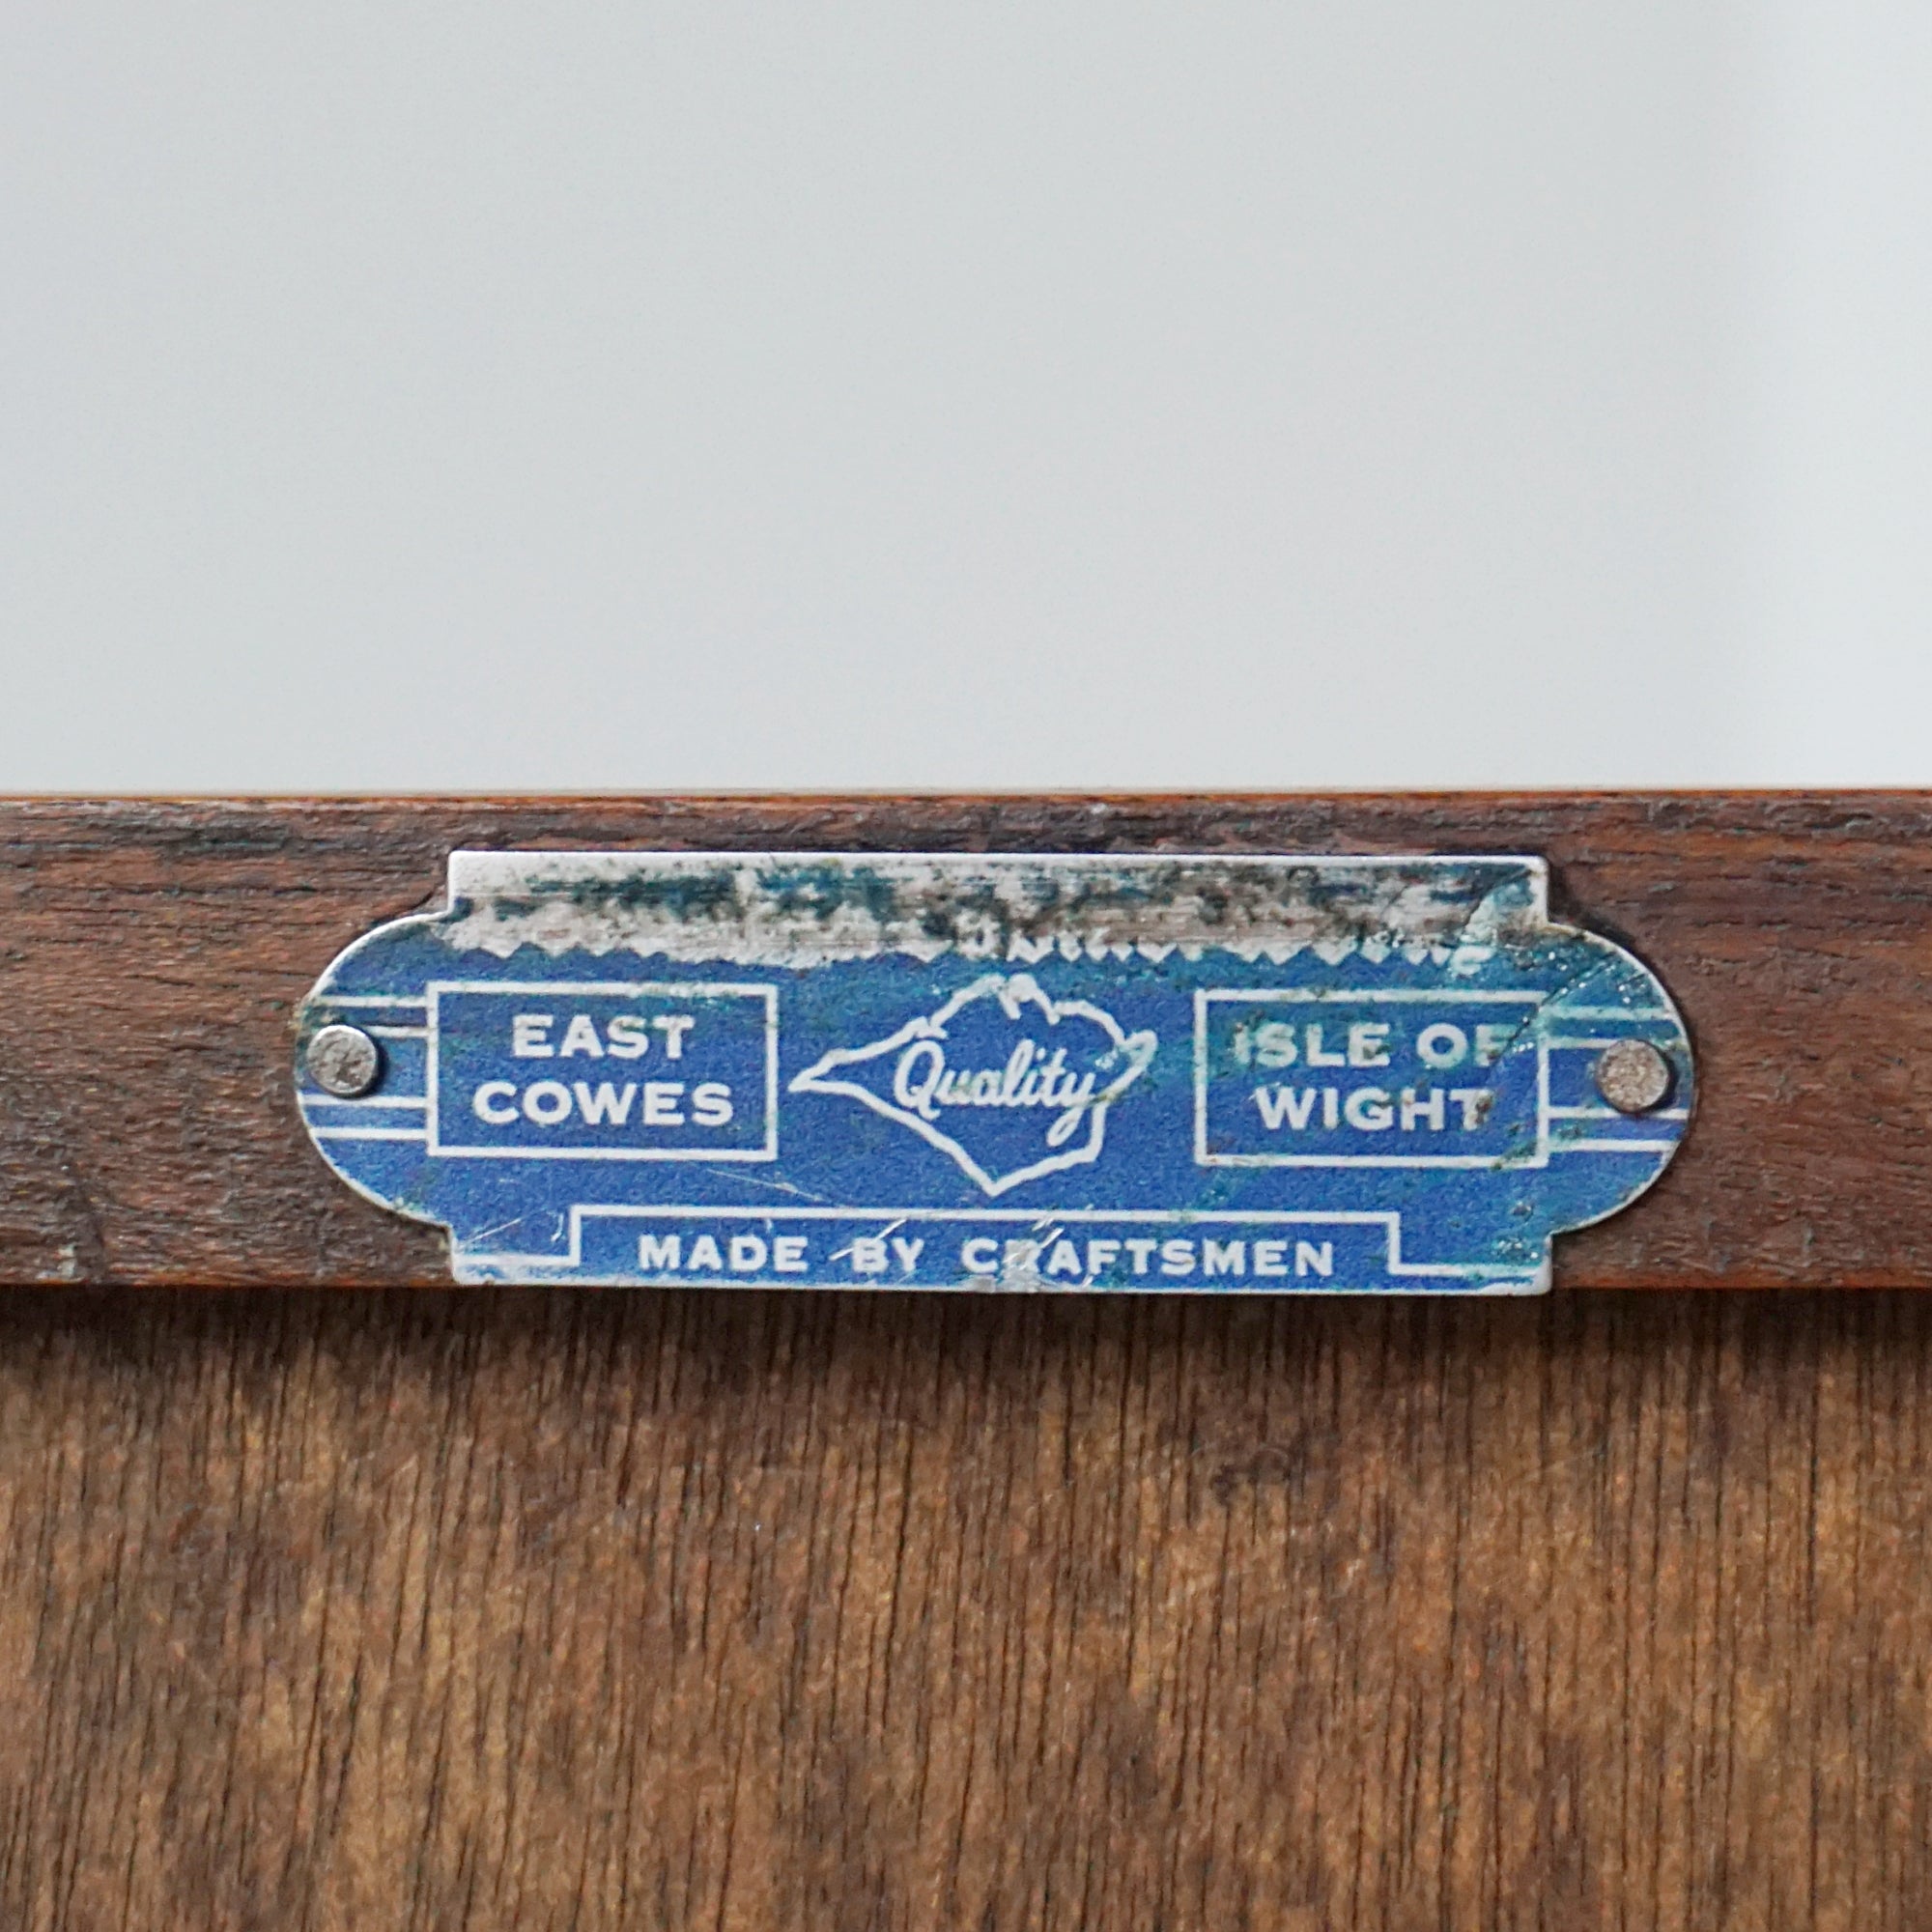 EAST
COWES
Quality
ISLE OF
WIGHT
MADE BY CRAFTSMEN